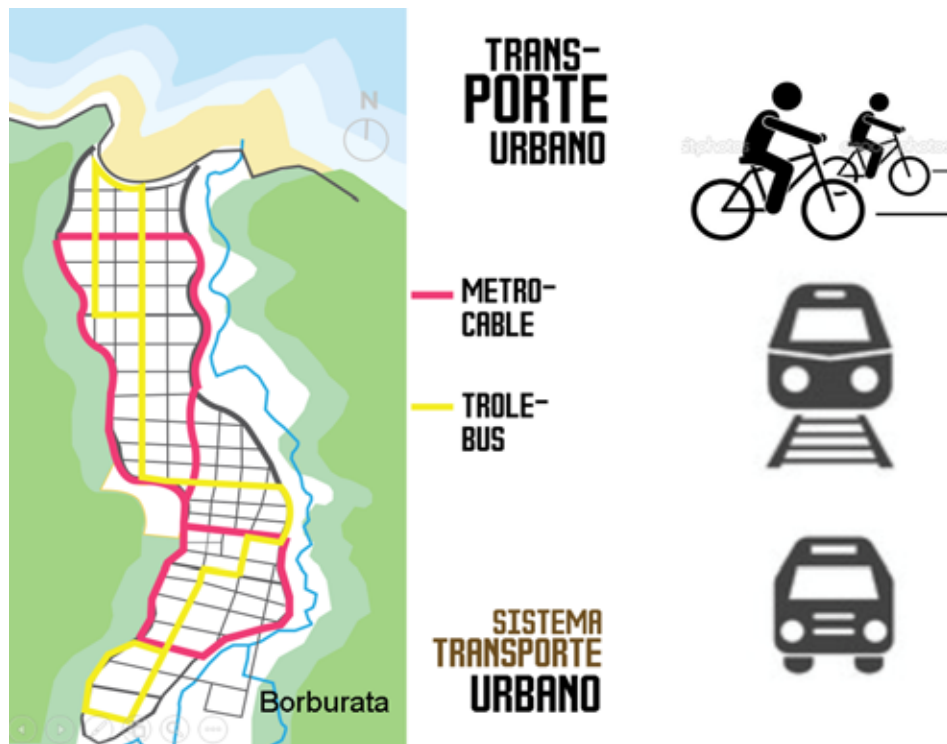 TRANS-
PORTE
URBANO
N
METRO-
CABLE
TROLE-
BUS
SISTEMA
TRANSPORTE
URBANO
Borburata